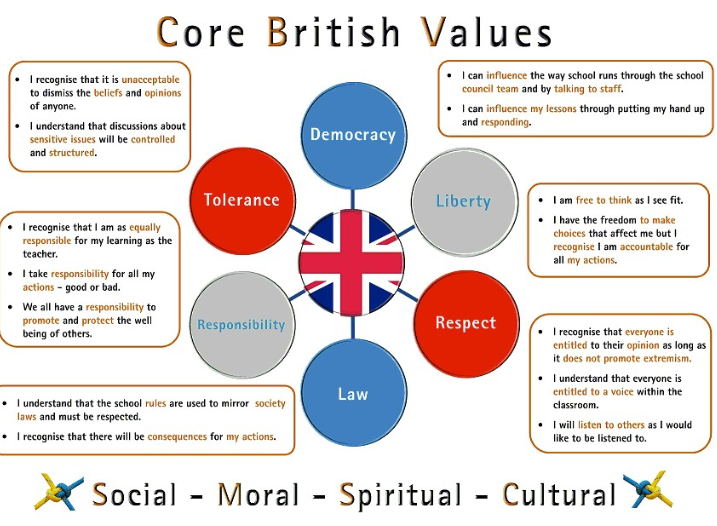 Core British Values
• I recognise that it is unacceptable
to dismiss the beliefs and opinions
of anyone.
• I understand that discussions about
sensitive issues will be controlled
and structured.
• I can influence the way school runs through the school
council team and by talking to staff.
• I can influence my lessons through putting my hand up
and responding.
Democracy
Tolerance
Liberty
• I am free to think as I see fit.
• I have the freedom to make
choices that affect me but I
recognise I am accountable for
all my actions.
• I recognise that I am as equally
responsible for my learning as the
teacher.
• I take responsibility for all my
actions – good or bad.
• We all have a responsibility to
promote and protect the well
being of others.
Responsibility
Respect
• I recognise that everyone is
entitled to their opinion as long as
it does not promote extremism.
• I understand that everyone is
entitled to a voice within the
classroom.
• I will listen to others as I would
like to be listened to.
Law
• I understand that the school rules are used to mirror society
laws and must be respected.
• I recognise that there will be consequences for my actions.
Social – Moral – Spiritual – Cultural